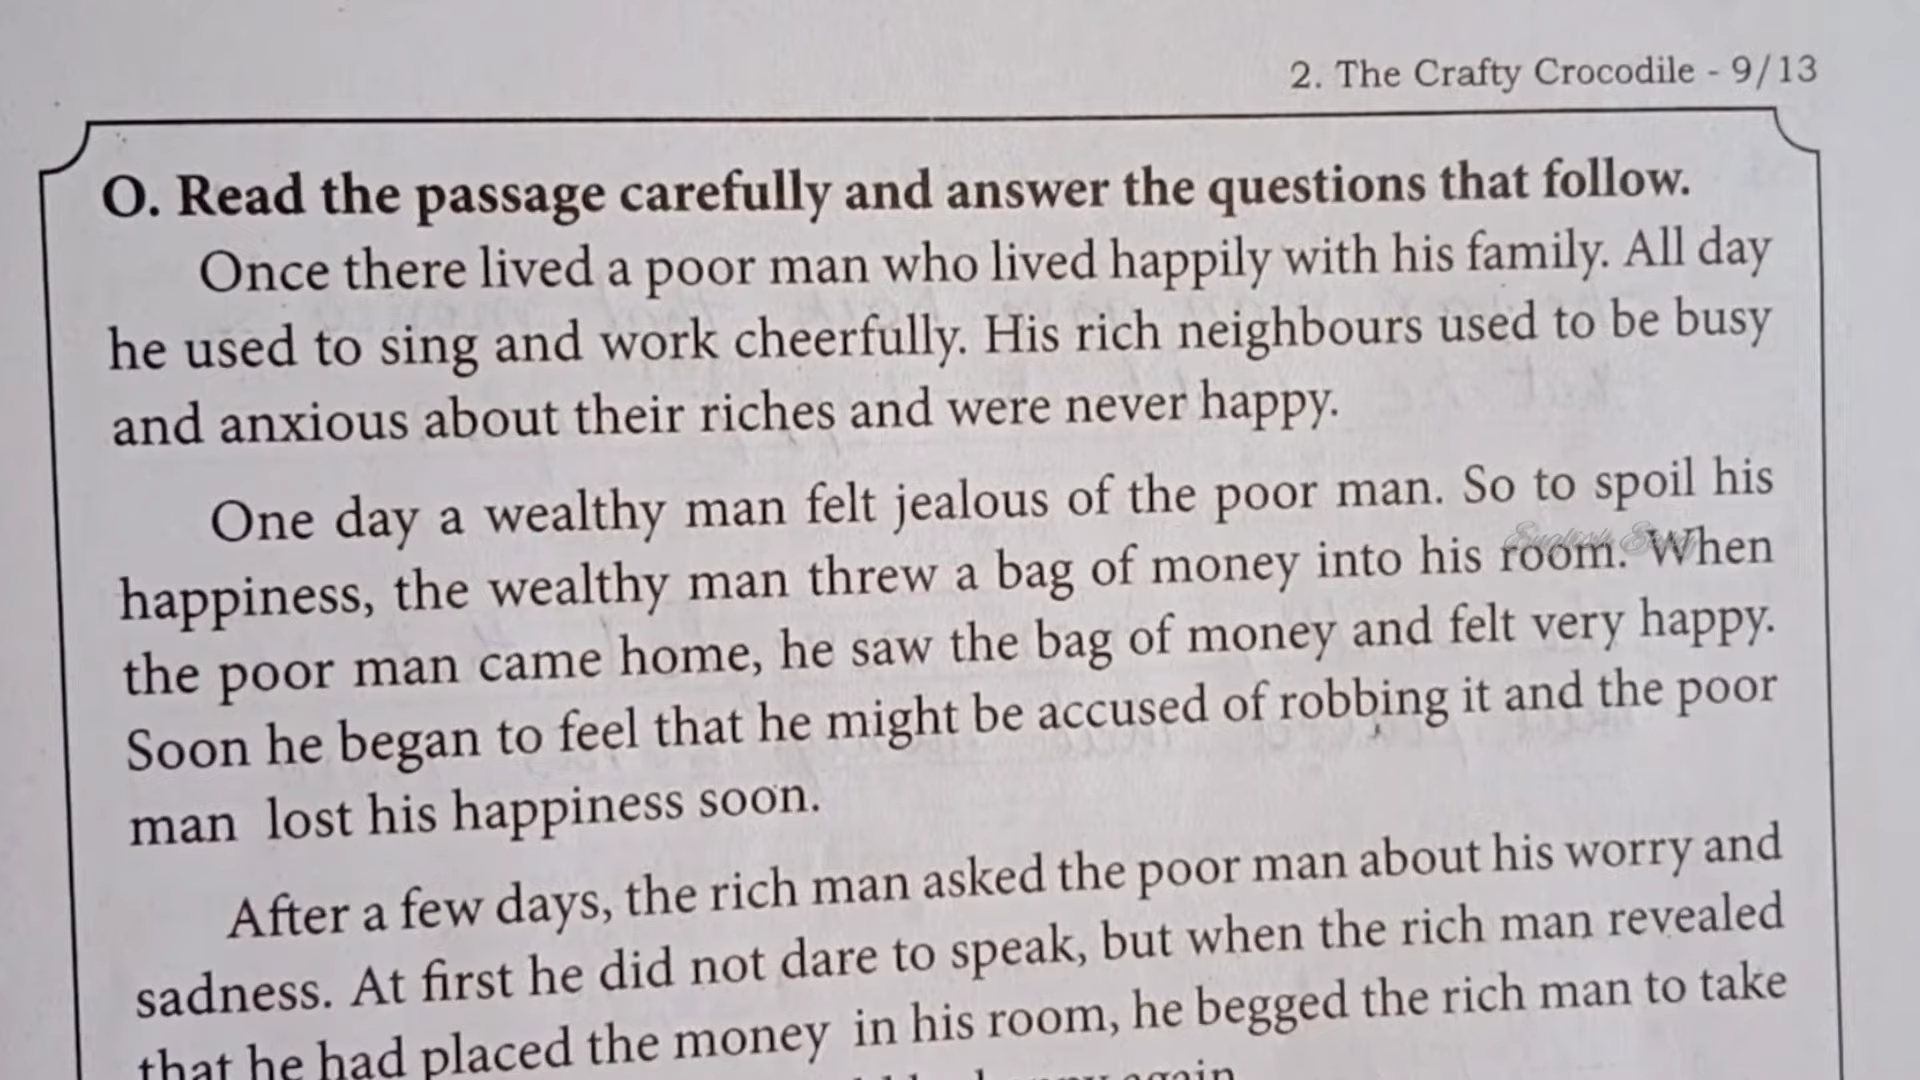 2. The Crafty Crocodile - 9/13
O. Read the passage carefully and answer the questions that follow.
Once there lived a poor man who lived happily with his family. All day
he used to sing and work cheerfully. His rich neighbours used to be busy
and anxious about their riches and were never happy.
One day a wealthy man felt jealous of the poor man. So to spoil his
happiness, the wealthy man threw a bag of money into his room. When
the poor man came home, he saw the bag of money and felt very happy.
Soon he began to feel that he might be accused of robbing it and the poor
man lost his happiness soon.
After a few days, the rich man asked the poor man about his worry and
sadness. At first he did not dare to speak, but when the rich man revealed
that he had placed the money in his room, he begged the rich man to take
again